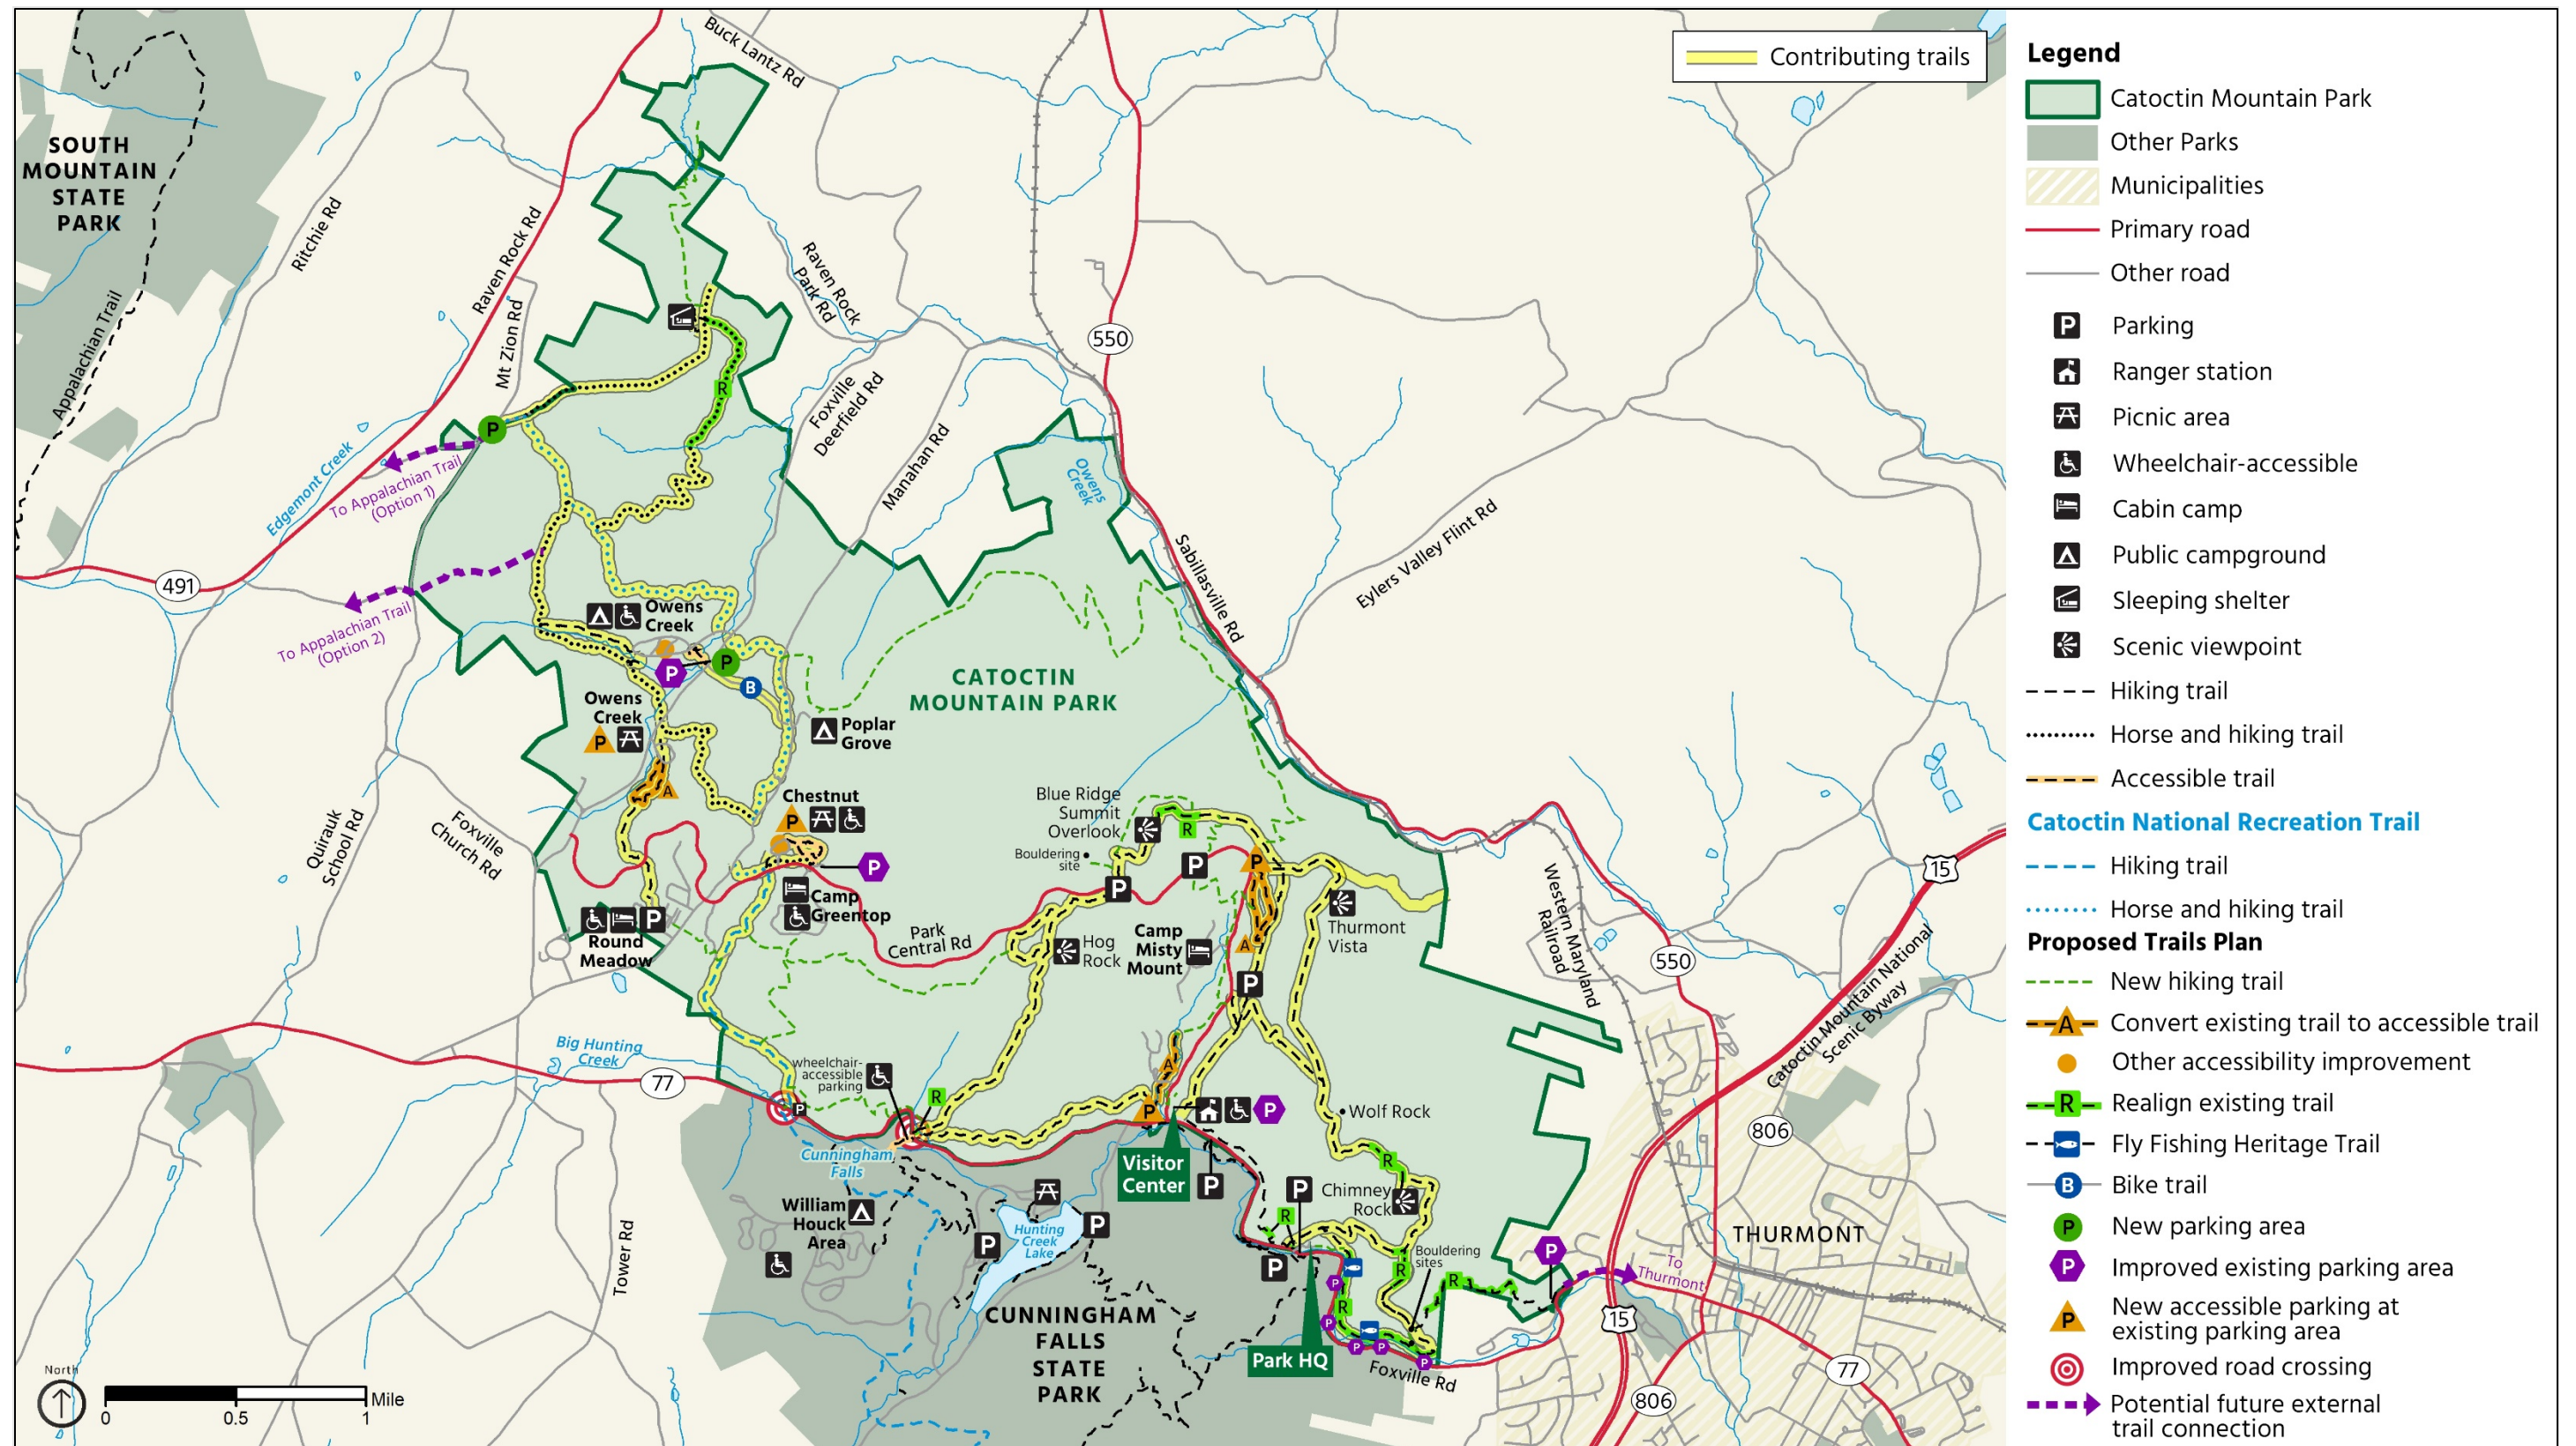 Buck Lantz Rd
Contributing trails
SOUTH
MOUNTAIN
STATE
PARK
Ritchie Rd
Raven Rock Rd
Raven Rock
Park Rd
Mt Zion Rd
Appalachian Trail
550
Foxville
Deerfield Rd
Manahan Rd
R
P
Edgemont Creek
To Appalachian Trail
(Option 1)
Owens
Creek
Sabillasville Rd
Eylers Valley Flint Rd
491
To Appalachian Trail
(Option 2)
Owens
Creek
P
P
B
CATOCTIN
MOUNTAIN PARK
Owens
Creek
P
Poplar
Grove
A
Chestnut
P
P
Quirauk
School Rd
Foxville
Church Rd
Blue Ridge
Summit
Overlook
R
Bouldering
site
P
P
P
Camp
Greentop
P
Round
Meadow
Park
Central Rd
Hog
Rock
Camp
Misty
Mount
A
P
Thurmont
Vista
Western Maryland
Railroad
15
550
Catoctin Mountain National
Scenic Byway
Big Hunting
Creek
77
wheelchair-
accessible
parking
P
R
A
P
P
Wolf Rock
806
Cunningham
Falls
Visitor
Center
P
R
P
Chimney
Rock
R
William
Houck
Area
Hunting
Creek
Lake
P
P
P
R
Bouldering
sites
R
P
To
Thurmont
THURMONT
Tower Rd
P
R
P
P
P
P
CUNNINGHAM
FALLS
STATE
PARK
Park HQ
Foxville Rd
15
77
806
North
0
0.5
1
Mile
Legend
Catoctin Mountain Park
Other Parks
Municipalities
Primary road
Other road
P Parking
Ranger station
Picnic area
Wheelchair-accessible
Cabin camp
Public campground
Sleeping shelter
Scenic viewpoint
Hiking trail
Horse and hiking trail
Accessible trail
Catoctin National Recreation Trail
Hiking trail
Horse and hiking trail
Proposed Trails Plan
New hiking trail
A Convert existing trail to accessible trail
Other accessibility improvement
R Realign existing trail
Fly Fishing Heritage Trail
B Bike trail
P New parking area
P Improved existing parking area
P New accessible parking at
existing parking area
Improved road crossing
Potential future external
trail connection